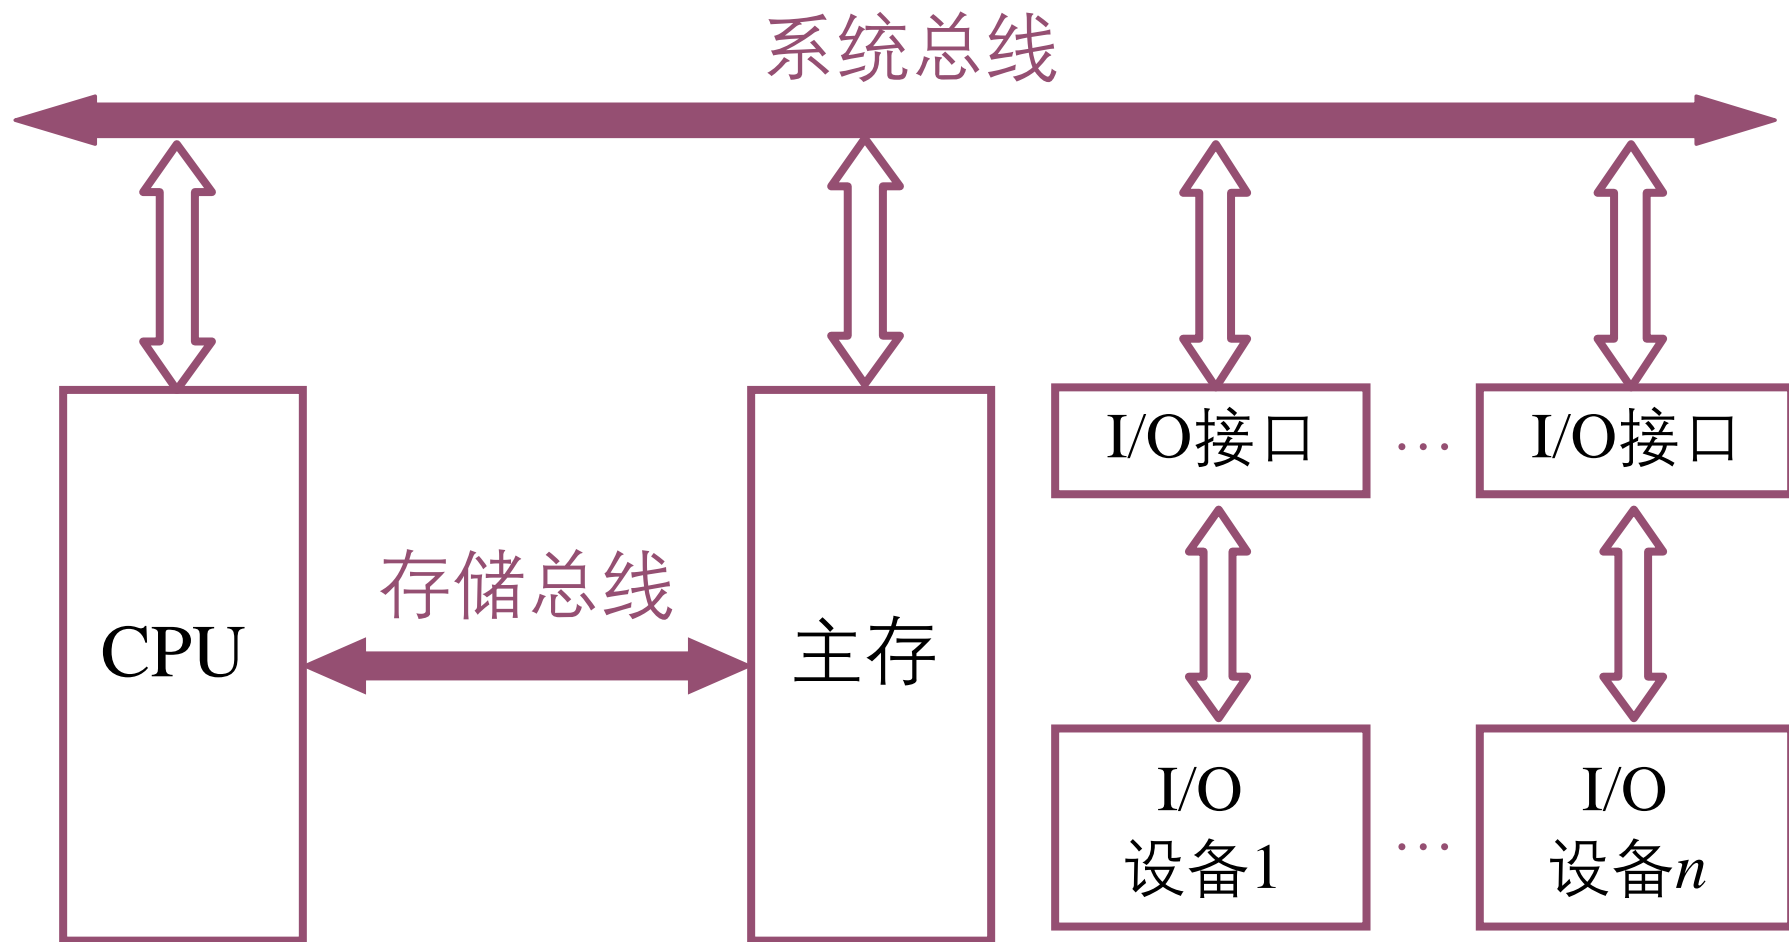 系统总线
I/O接口
…
I/O接口
存储总线
CPU
主存
I/O
设备1
…
I/O
设备n